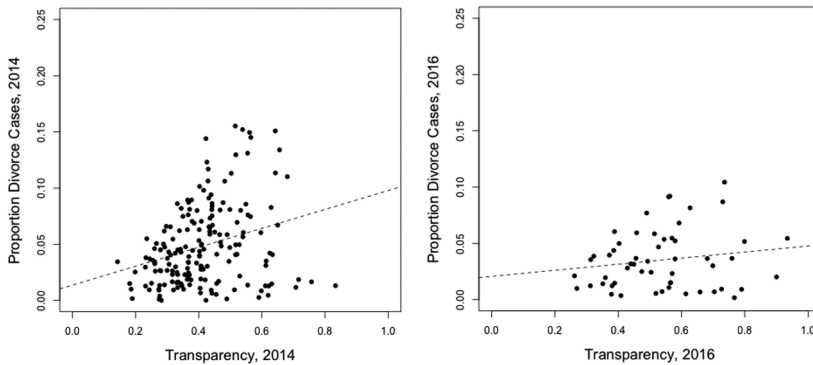 Proportion Divorce Cases, 2014
0.25
0.20
0.15
0.10
0.05
0.00
0.0 0.2 0.4 0.6 0.8 1.0
Transparency, 2014
Proportion Divorce Cases, 2016
0.25
0.20
0.15
0.10
0.05
0.00
0.0 0.2 0.4 0.6 0.8 1.0
Transparency, 2016